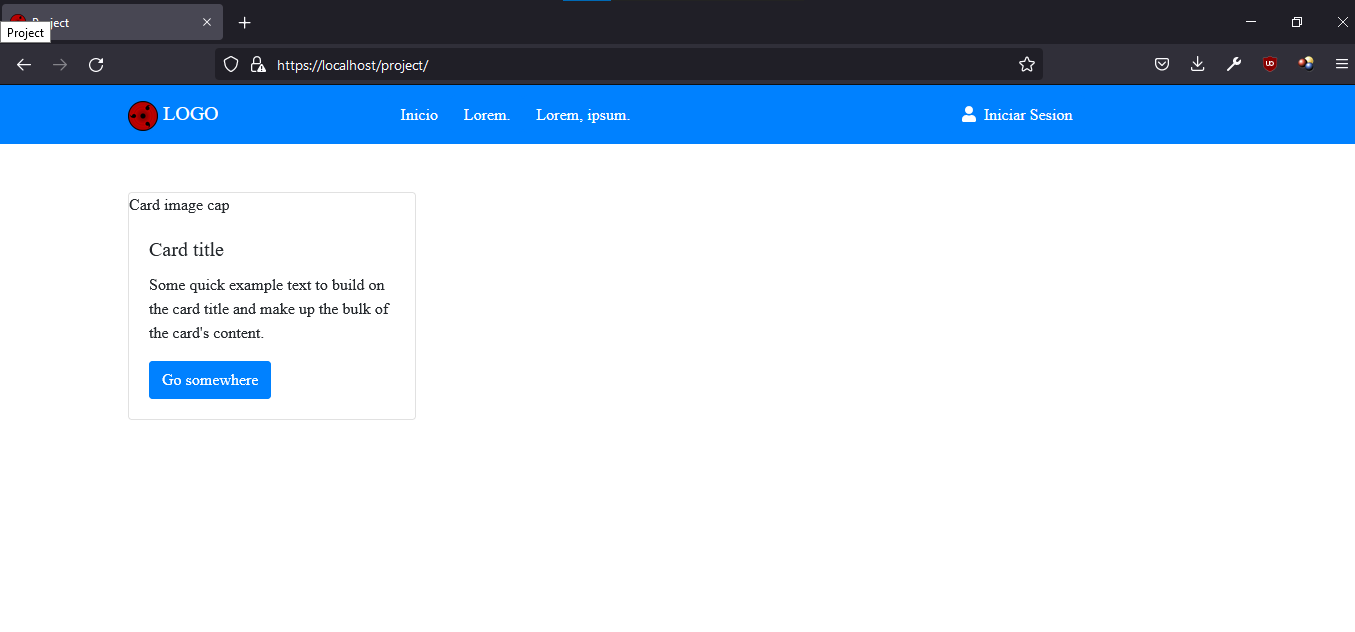 Project
Project
https://localhost/project/
LOGO
Inicio
Lorem.
Lorem, ipsum.
Iniciar Sesion
Card image cap
Card title
Some quick example text to build on
the card title and make up the bulk of
the card's content.
Go somewhere